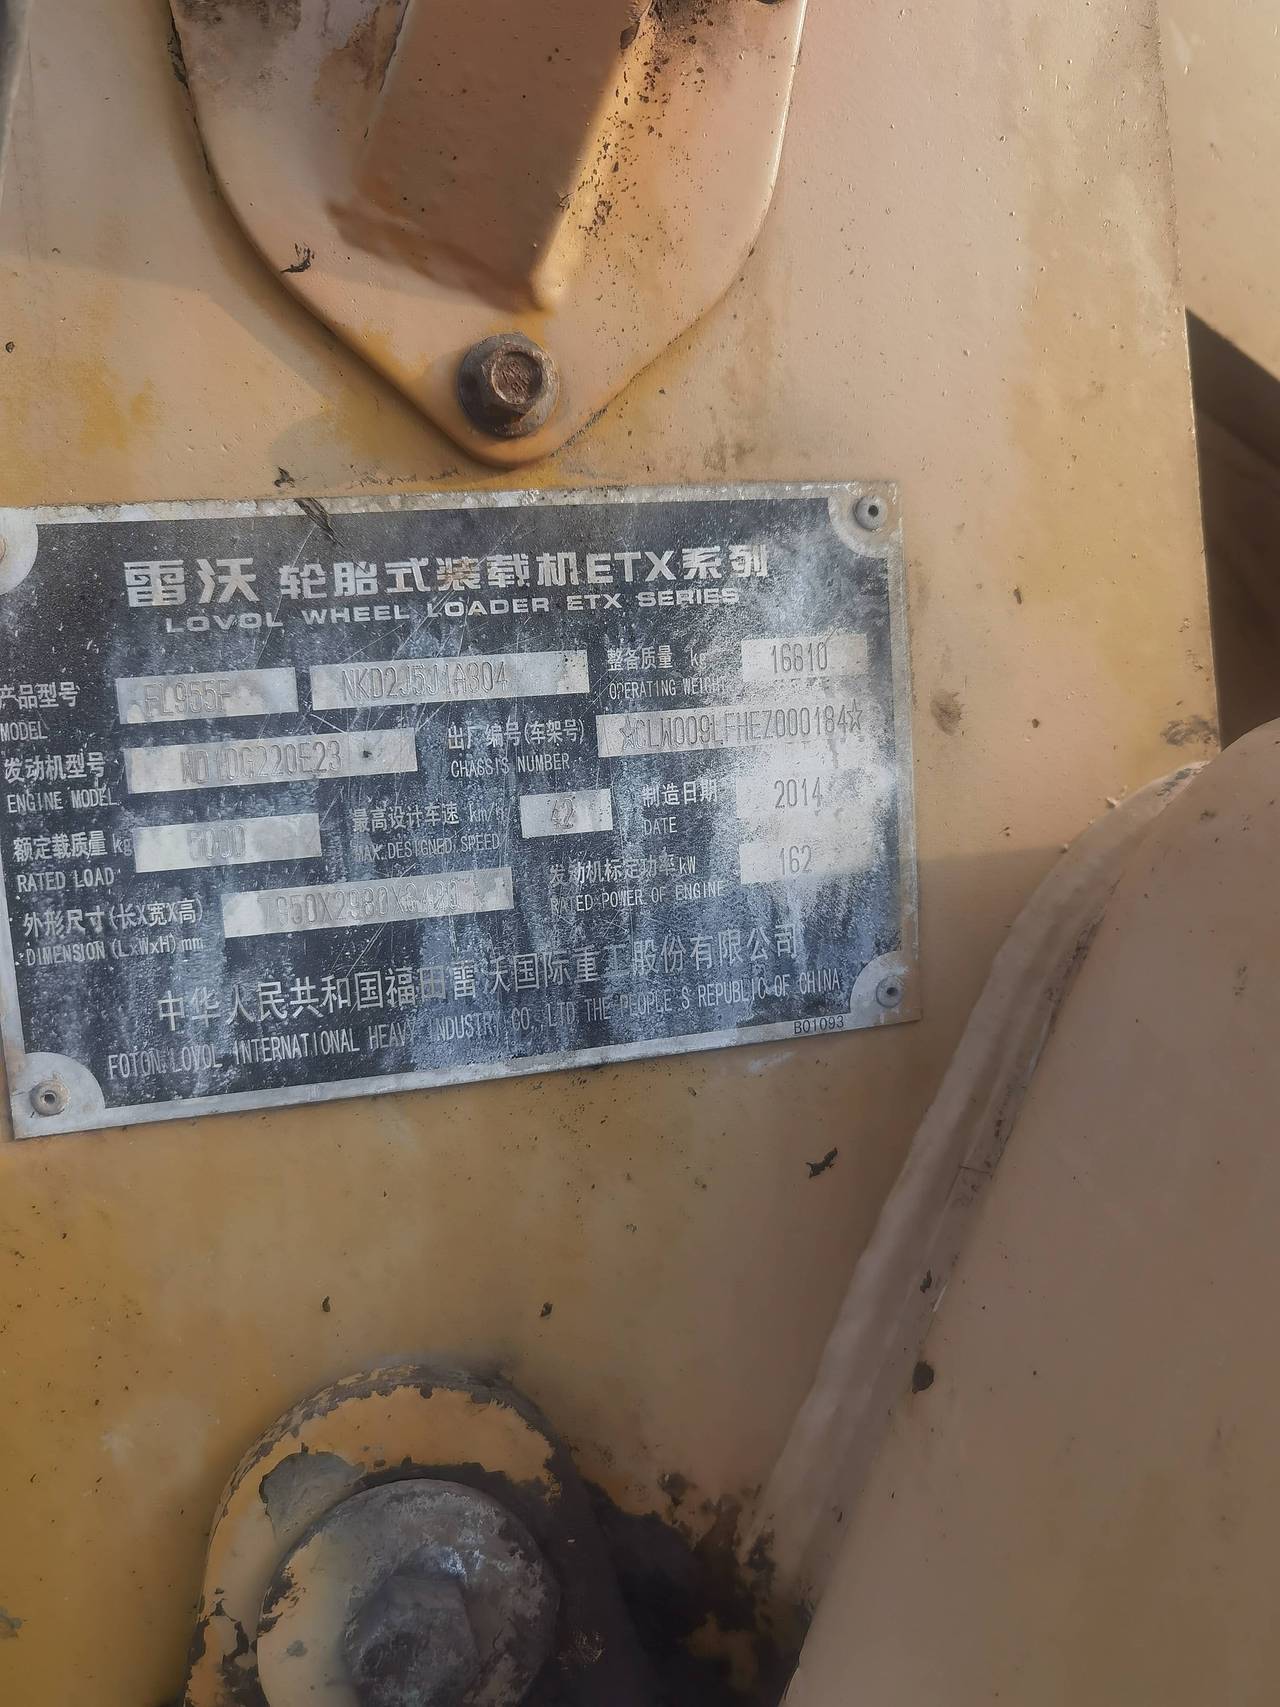 雷沃 轮胎式装载机ETX系列
LOVOL WHEEL LOADER ETX SERIES
产品型号 FL955F NKD2J5J1A304 整备质量 kg 16810
MODEL OPERATING WEIGHT
发动机型号 WD10G220E23 出厂编号(车架号) ☆CLW009LFHEZ000184☆
ENGINE MODEL CHASSIS NUMBER
额定载质量 kg 5000 最高设计车速 km/h 42 制造日期 2014
RATED LOAD MAX.DESIGNED SPEED DATE
外形尺寸(长X宽X高) 发动机标定功率kW 162
DIMENSION (LxWxH) mm RATED POWER OF ENGINE
中华人民共和国福田雷沃国际重工股份有限公司
FOTON LOVOL INTERNATIONAL HEAVY INDUSTRY CO.,LTD THE PEOPLE'S REPUBLIC OF CHINA
B01093